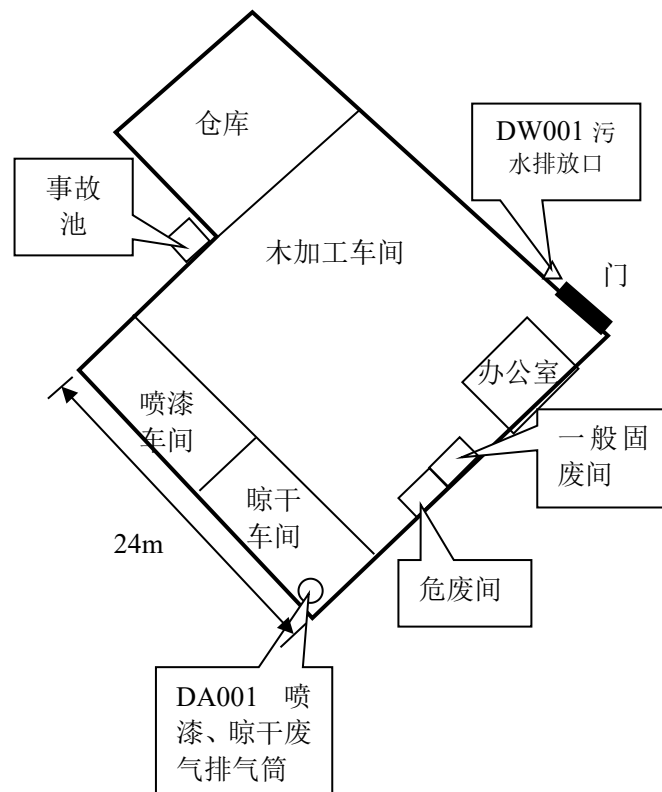 仓库
DW001 污
水排放口
事故
池
木加工车间
门
办公室
喷漆
车间
一般固
废间
晾干
车间
24m
危废间
DA001 喷
漆、晾干废
气排气筒